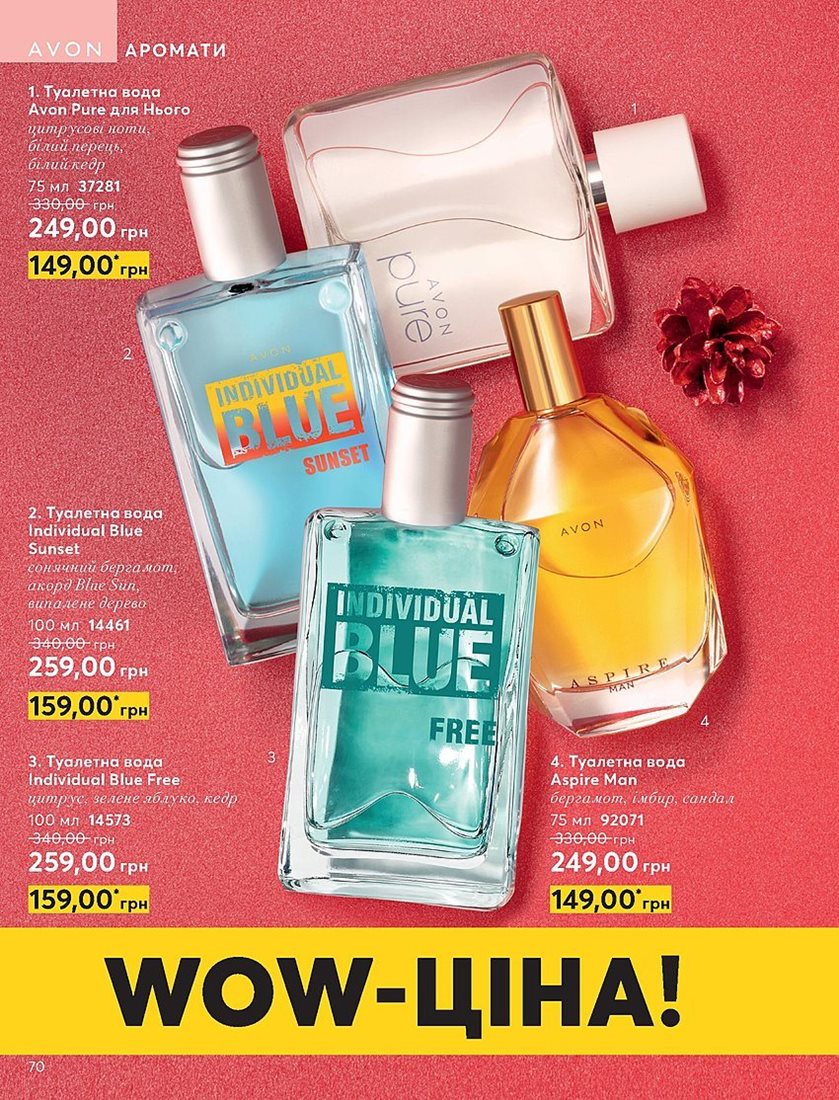 AVON АРОМАТИ
1. Туалетна вода
Avon Pure для Нього
цитрусові ноти,
білий перець,
білий кедр
75 мл 37281
330,00 грн
249,00 грн
149,00* грн
1
AVON
pure
2
AVON
INDIVIDUAL
BLUE
SUNSET
2. Туалетна вода
Individual Blue
Sunset
сонячний бергамот,
акорд Blue Sun,
випалене дерево
100 мл 14461
340,00 грн
259,00 грн
159,00* грн
AVON
ASPIRE
MAN
4
INDIVIDUAL
BLUE
FREE
3
3. Туалетна вода
Individual Blue Free
цитрус, зелене яблуко, кедр
100 мл 14573
340,00 грн
259,00 грн
159,00* грн
4. Туалетна вода
Aspire Man
бергамот, імбир, сандал
75 мл 92071
330,00 грн
249,00 грн
149,00* грн
WOW-ЦІНА!
70